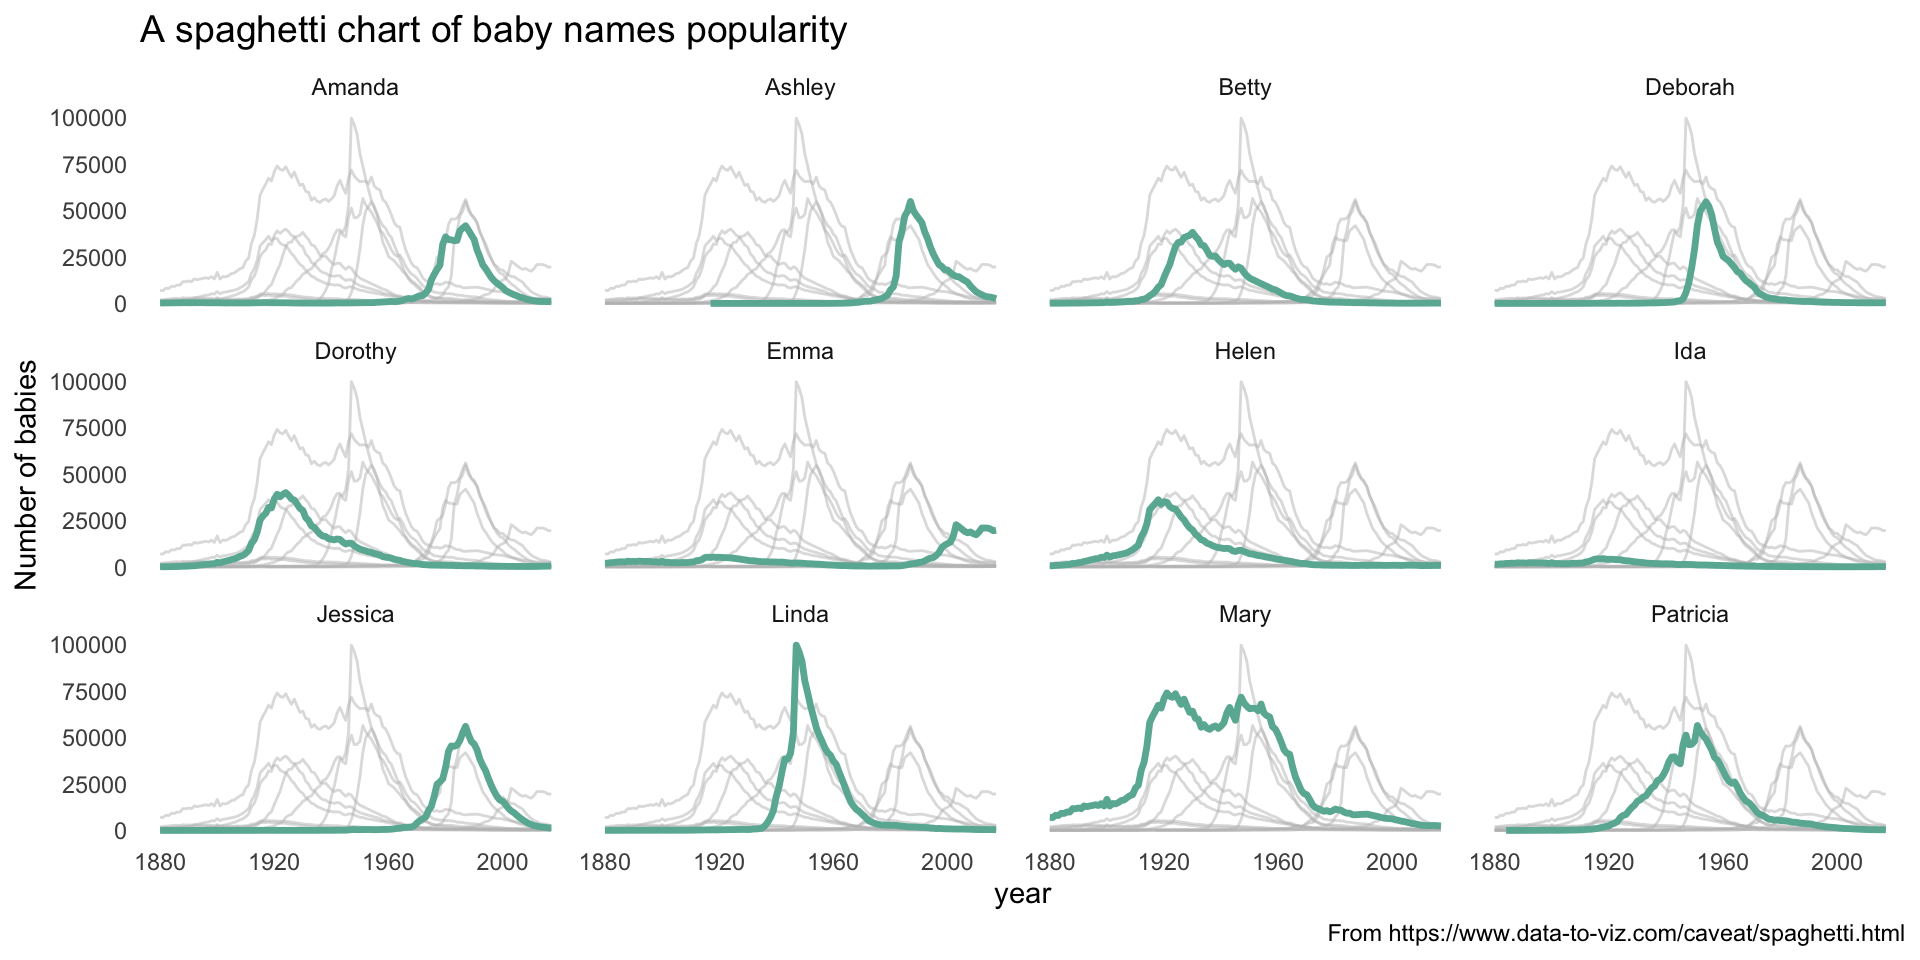 A spaghetti chart of baby names popularity
Amanda Ashley Betty Deborah
100000
75000
50000
25000
0
Dorothy Emma Helen Ida
100000
75000
50000
25000
0
Number of babies
Jessica Linda Mary Patricia
100000
75000
50000
25000
0
1880 1920 1960 2000 1880 1920 1960 2000 1880 1920 1960 2000 1880 1920 1960 2000
year
From https://www.data-to-viz.com/caveat/spaghetti.html